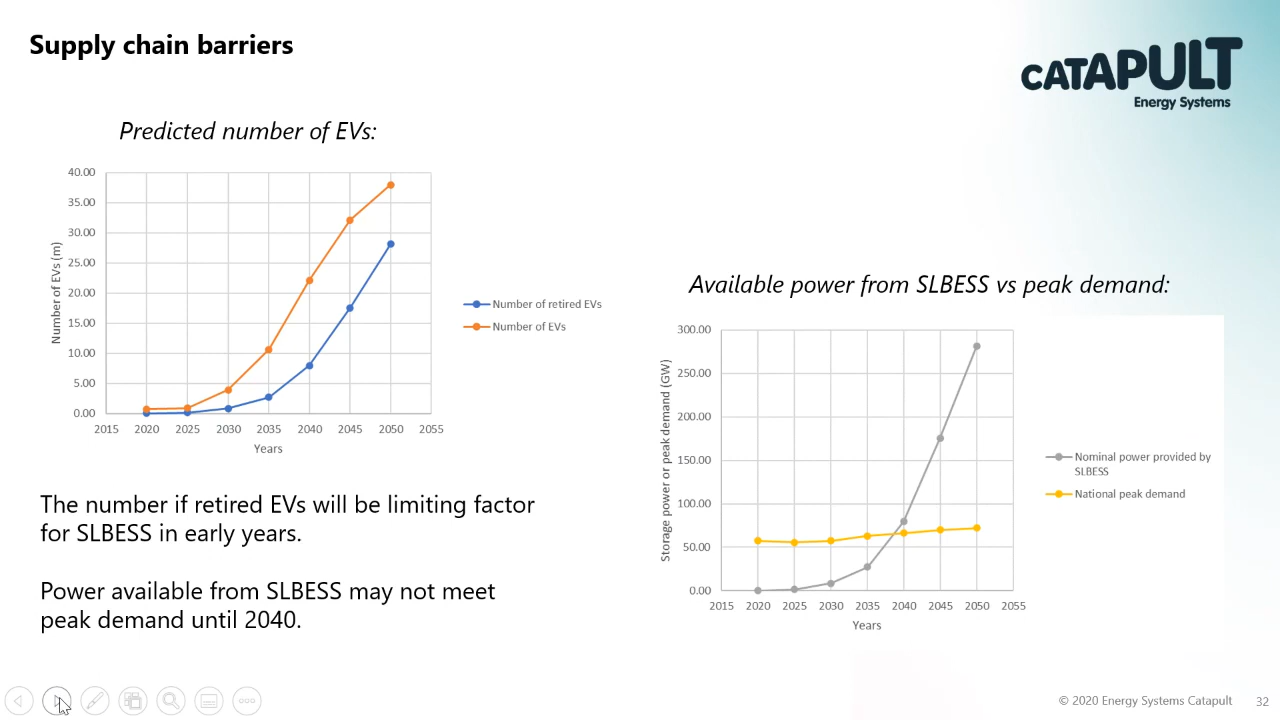 Supply chain barriers
CATAPULT
Energy Systems
Predicted number of EVs:
40.00
35.00
30.00
25.00
20.00
15.00
10.00
5.00
0.00
Number of EVs (m)
2015 2020 2025 2030 2035 2040 2045 2050 2055
Years
Number of retired EVs
Number of EVs
The number if retired EVs will be limiting factor
for SLBESS in early years.
Power available from SLBESS may not meet
peak demand until 2040.
Available power from SLBESS vs peak demand:
300.00
250.00
200.00
150.00
100.00
50.00
0.00
Storage power or peak demand (GW)
2015 2020 2025 2030 2035 2040 2045 2050 2055
Years
Nominal power provided by
SLBESS
National peak demand
© 2020 Energy Systems Catapult
32